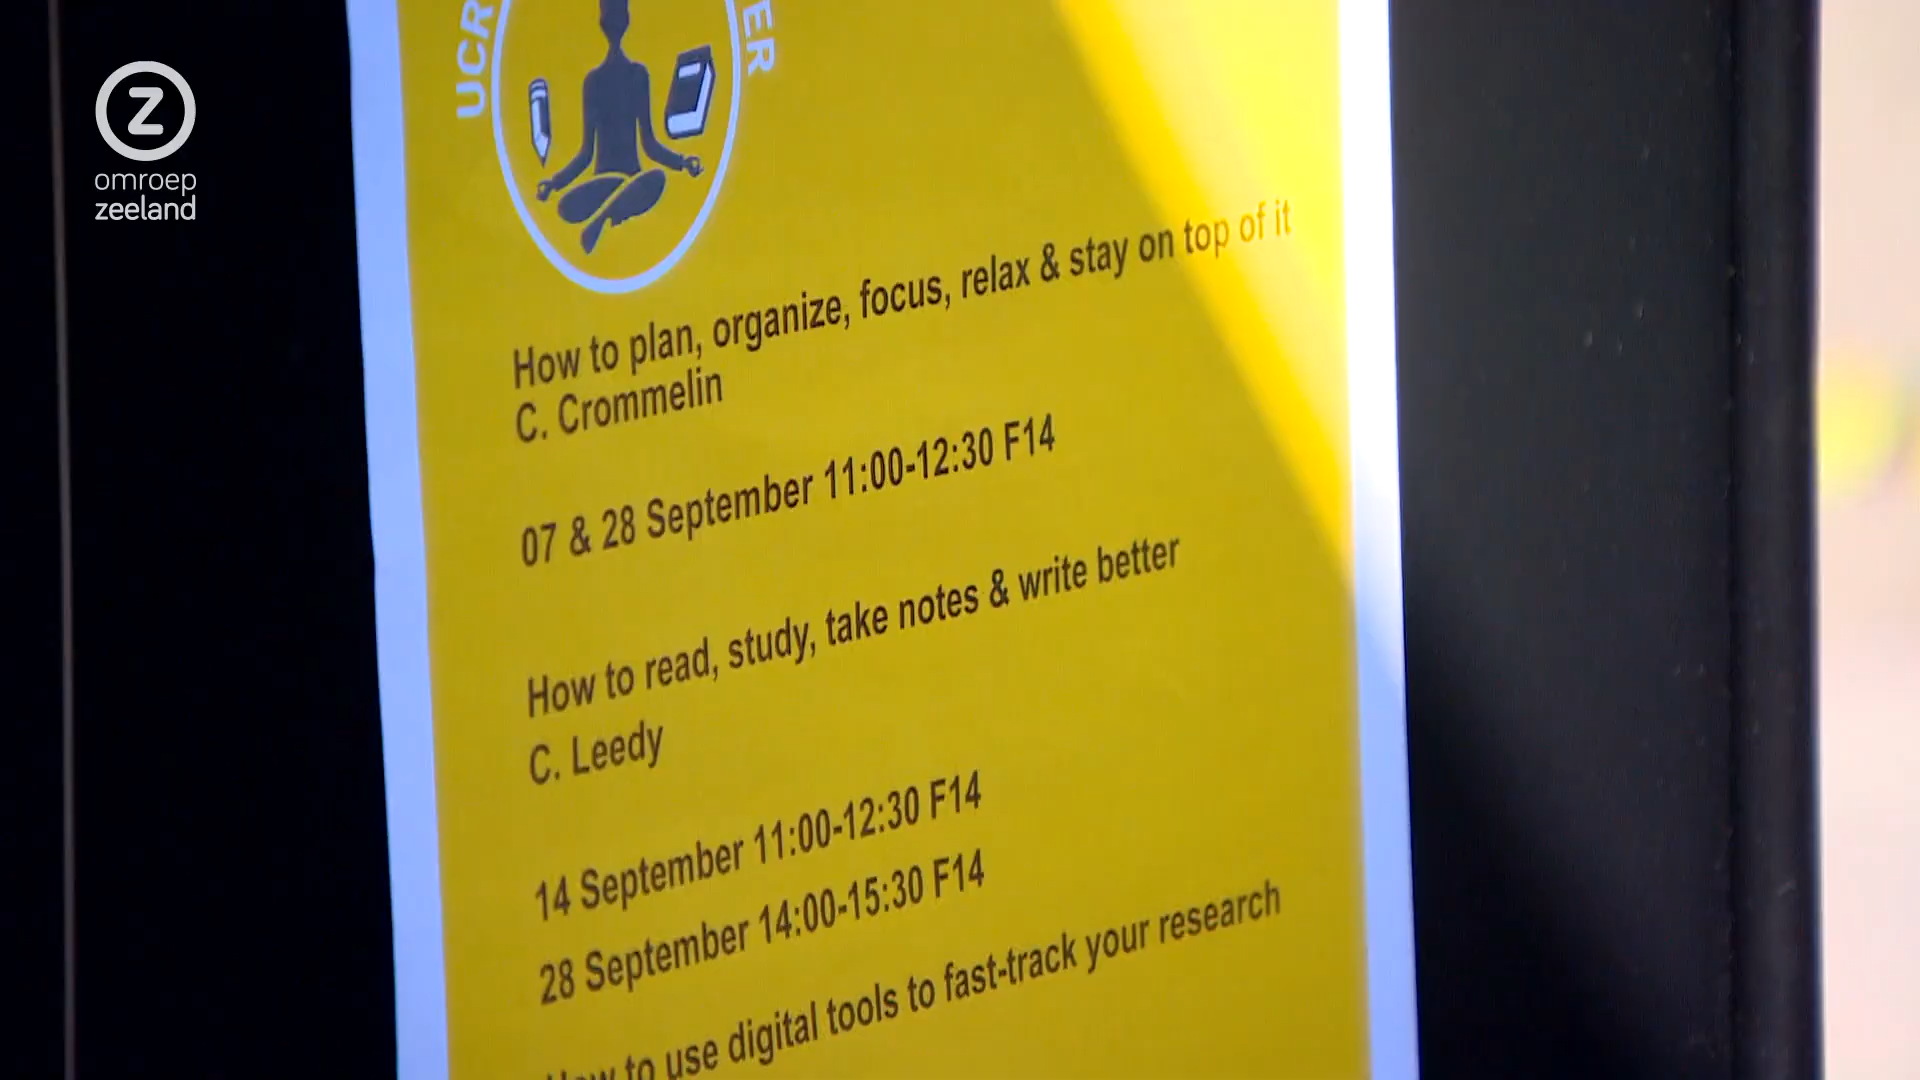 omroep
zeeland
UCR
ER
How to plan, organize, focus, relax & stay on top of it
C. Crommelin
07 & 28 September 11:00-12:30 F14
How to read, study, take notes & write better
C. Leedy
14 September 11:00-12:30 F14
28 September 14:00-15:30 F14
How to use digital tools to fast-track your research